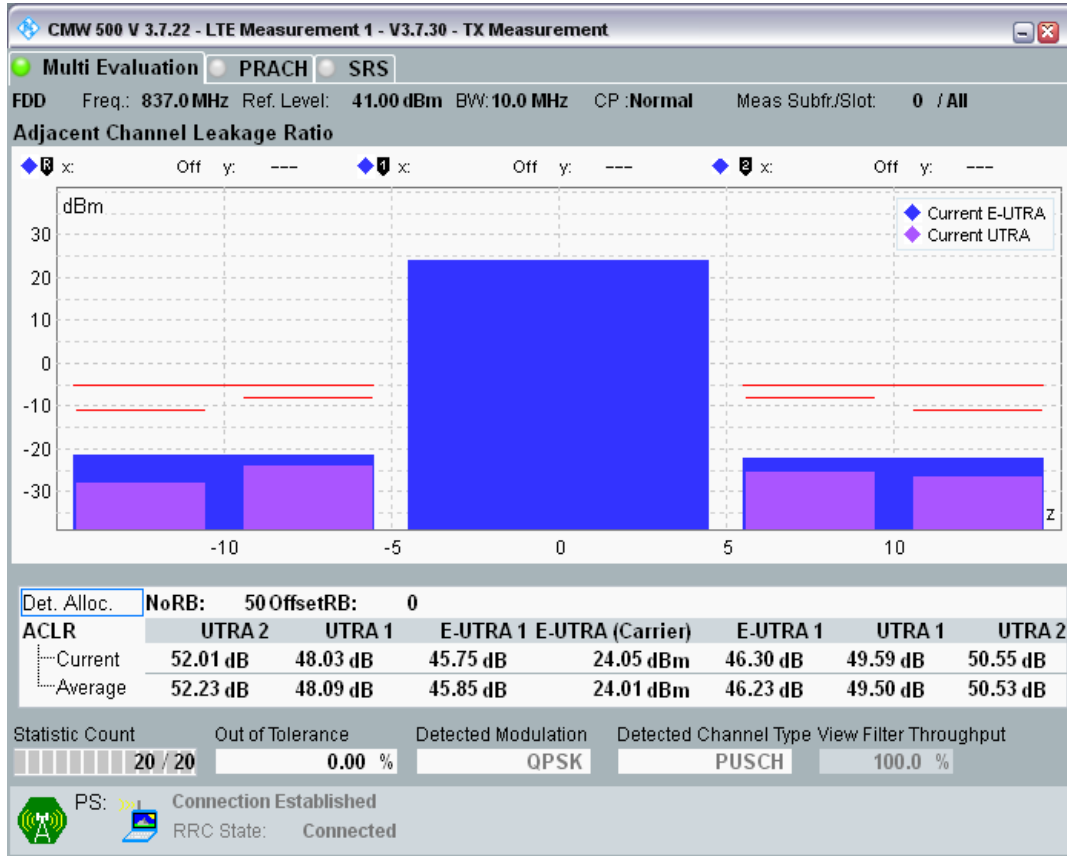 CMW 500 V 3.7.22 - LTE Measurement 1 - V3.7.30 - TX Measurement
Multi Evaluation PRACH SRS
FDD Freq.: 837.0 MHz Ref. Level: 41.00 dBm BW: 10.0 MHz CP :Normal Meas Subfr./Slot: 0 / All
Adjacent Channel Leakage Ratio
R x: Off y: --- 1 x: Off y: --- 2 x: Off y: ---
dBm
Current E-UTRA
Current UTRA
30
20
10
0
-10
-20
-30
z
-10 -5 0 5 10
Det. Alloc. NoRB: 50 OffsetRB: 0
ACLR UTRA 2 UTRA 1 E-UTRA 1 E-UTRA (Carrier) E-UTRA 1 UTRA 1 UTRA 2
Current 52.01 dB 48.03 dB 45.75 dB 24.05 dBm 46.30 dB 49.59 dB 50.55 dB
Average 52.23 dB 48.09 dB 45.85 dB 24.01 dBm 46.23 dB 49.50 dB 50.53 dB
Statistic Count Out of Tolerance Detected Modulation Detected Channel Type View Filter Throughput
20 / 20 0.00 % QPSK PUSCH 100.0 %
PS: Connection Established
RRC State: Connected